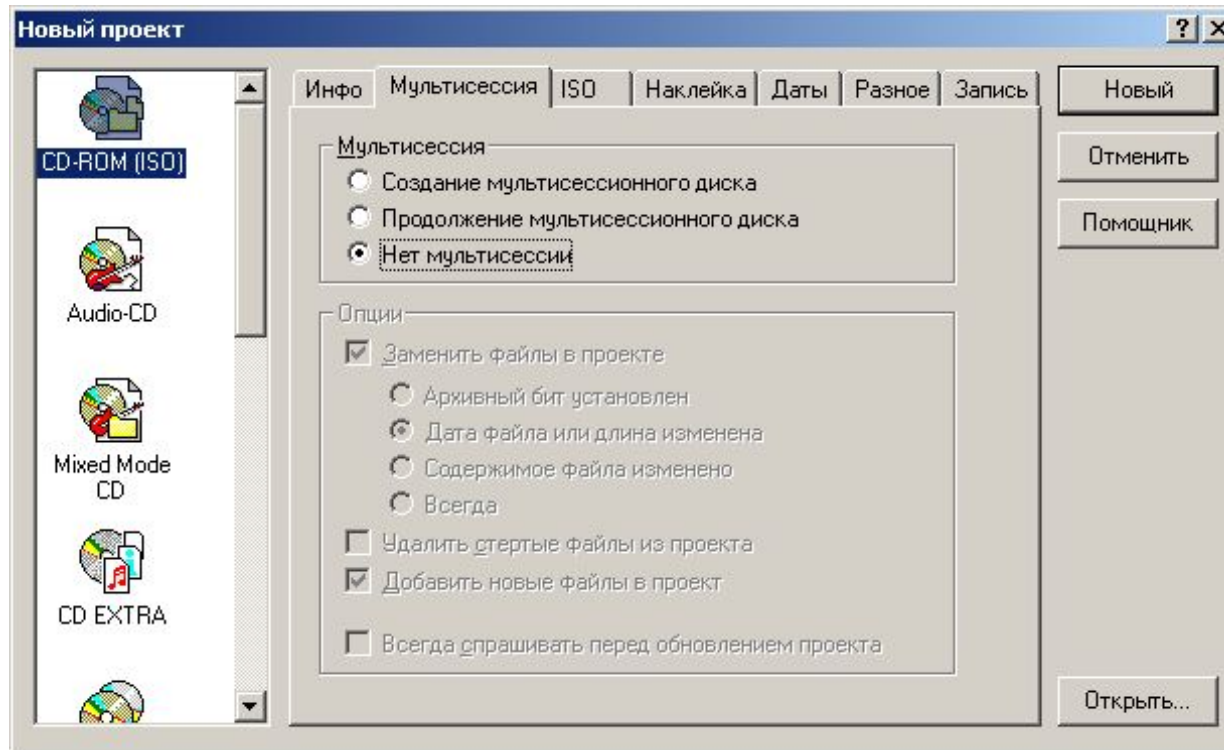 Новый проект
CD-ROM (ISO)
Audio-CD
Mixed Mode
CD
CD EXTRA
Инфо Мультисессия ISO Наклейка Даты Разное Запись
Мультисессия
Создание мультисессионного диска
Продолжение мультисессионного диска
Нет мультисессии
Опции
Заменить файлы в проекте
Архивный бит установлен
Дата файла или длина изменена
Содержимое файла изменено
Всегда
Удалить стертые файлы из проекта
Добавить новые файлы в проект
Всегда спрашивать перед обновлением проекта
Новый
Отменить
Помощник
Открыть...